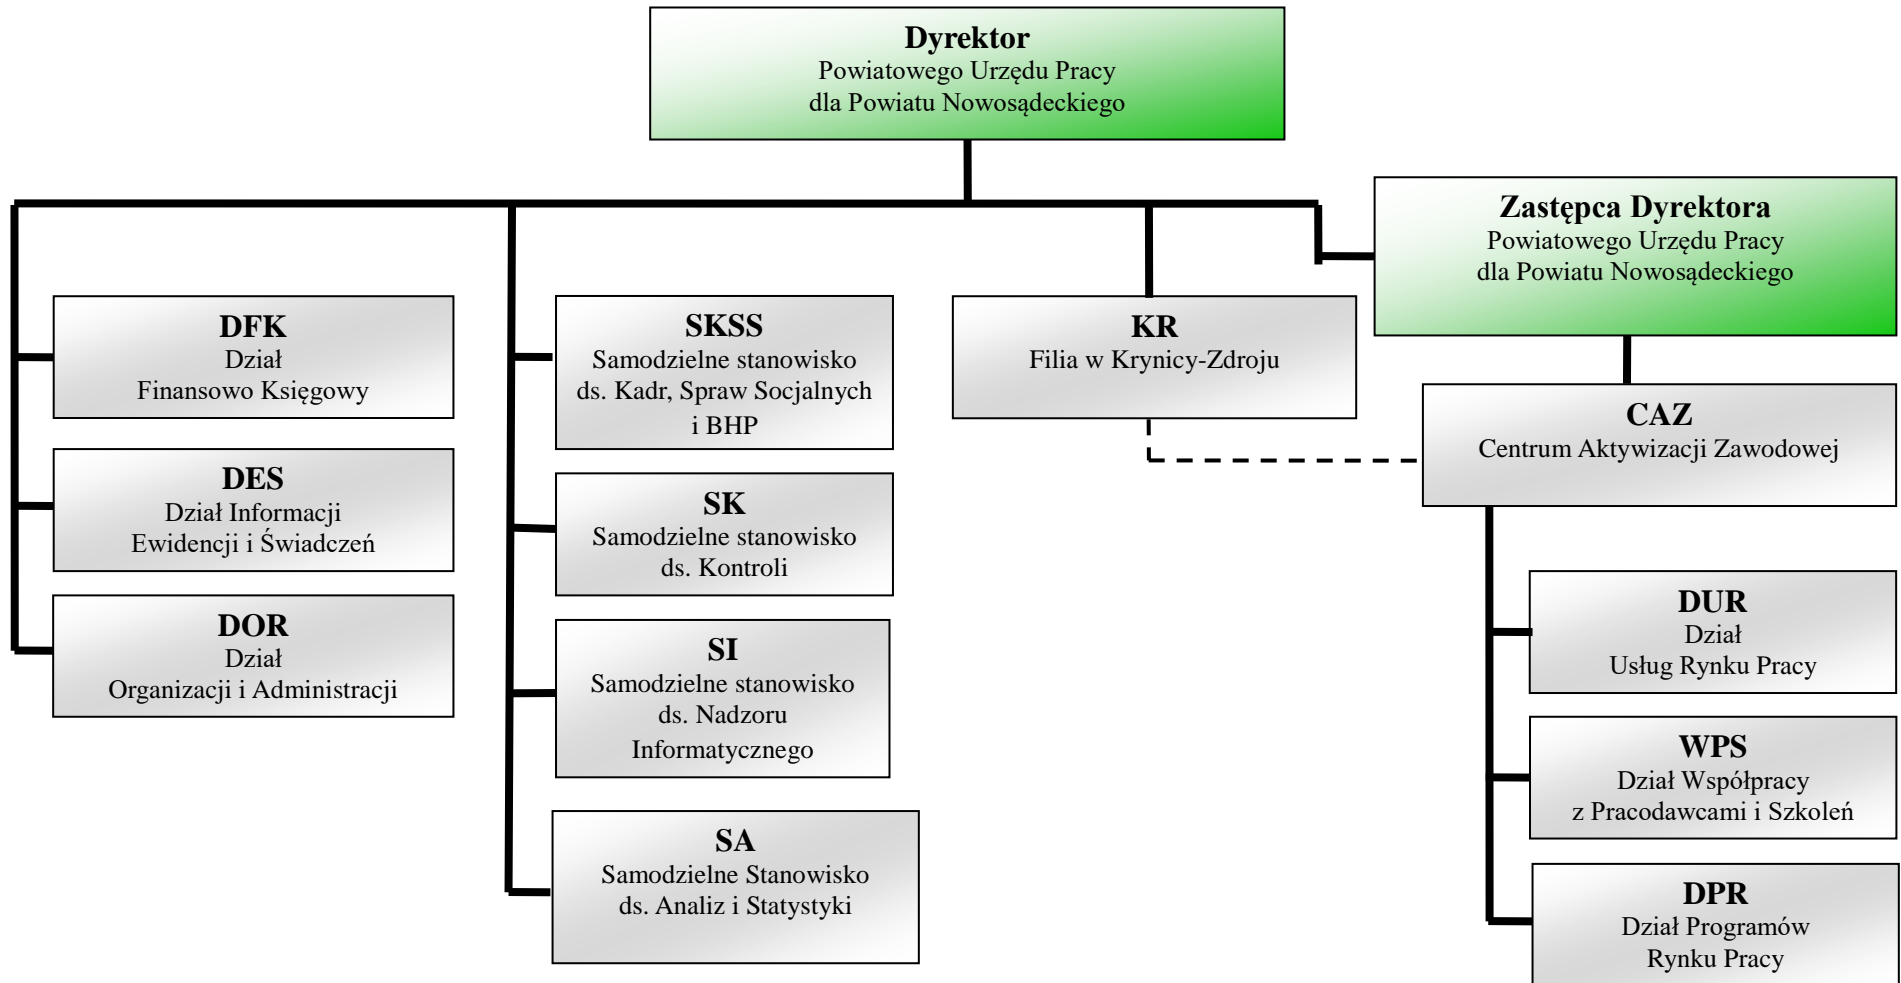 Dyrektor
Powiatowego Urzędu Pracy
dla Powiatu Nowosądeckiego
Zastępca Dyrektora
Powiatowego Urzędu Pracy
dla Powiatu Nowosądeckiego
DFK
Dział
Finansowo Księgowy
DES
Dział Informacji
Ewidencji i Świadczeń
DOR
Dział
Organizacji i Administracji
SKSS
Samodzielne stanowisko
ds. Kadr, Spraw Socjalnych
i BHP
SK
Samodzielne stanowisko
ds. Kontroli
SI
Samodzielne stanowisko
ds. Nadzoru
Informatycznego
SA
Samodzielne Stanowisko
ds. Analiz i Statystyki
KR
Filia w Krynicy-Zdroju
CAZ
Centrum Aktywizacji Zawodowej
DUR
Dział
Usług Rynku Pracy
WPS
Dział Współpracy
z Pracodawcami i Szkoleń
DPR
Dział Programów
Rynku Pracy